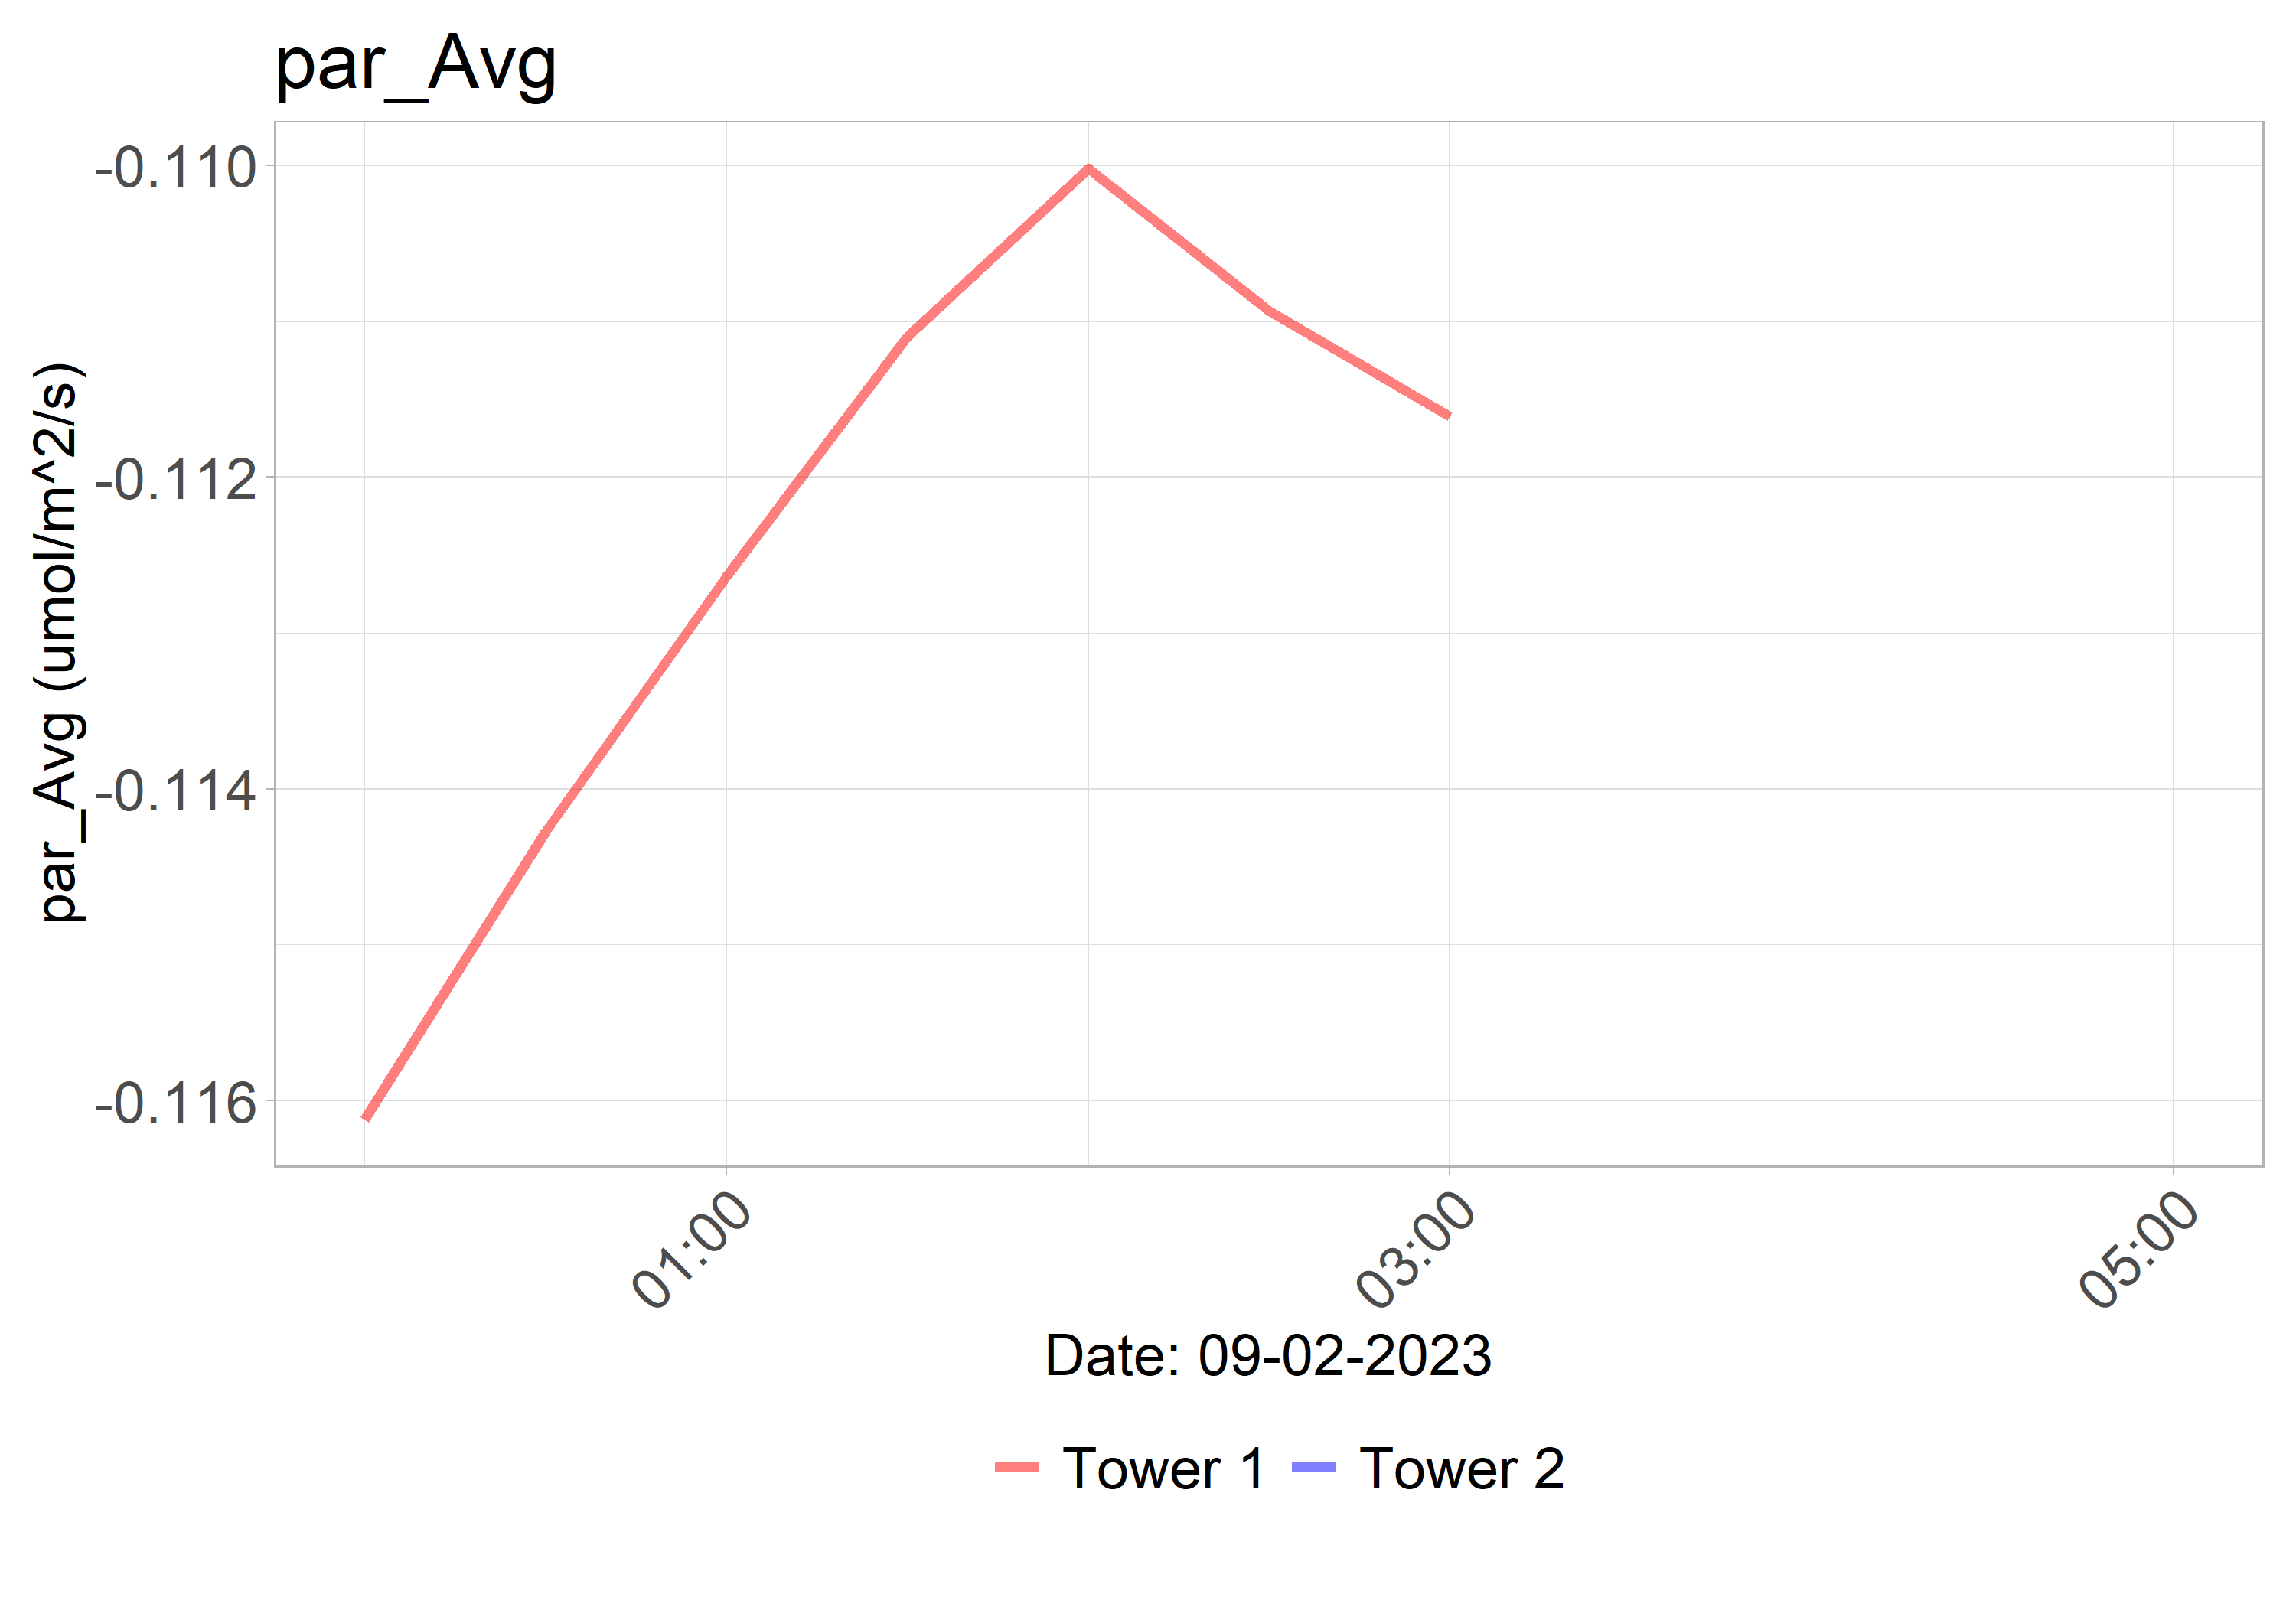 par_Avg
par_Avg (umol/m^2/s)
-0.110
-0.112
-0.114
-0.116
01:00
03:00
05:00
Date: 09-02-2023
Tower 1
Tower 2